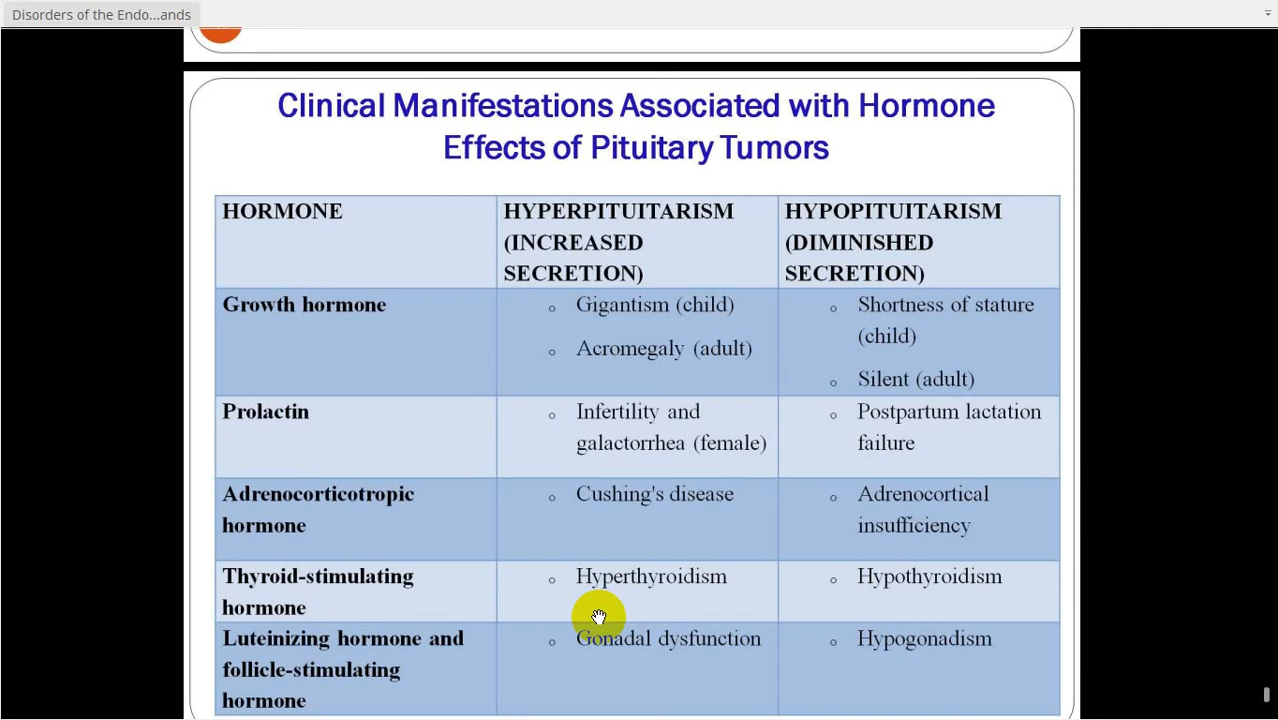 Disorders of the Endo...ands
Clinical Manifestations Associated with Hormone
Effects of Pituitary Tumors
HORMONE
HYPERPITUITARISM
(INCREASED
SECRETION)
HYPOPITUITARISM
(DIMINISHED
SECRETION)
Growth hormone
Gigantism (child)
Acromegaly (adult)
Shortness of stature
(child)
Silent (adult)
Prolactin
Infertility and
galactorrhea (female)
Postpartum lactation
failure
Adrenocorticotropic
hormone
Cushing's disease
Adrenocortical
insufficiency
Thyroid-stimulating
hormone
Hyperthyroidism
Hypothyroidism
Luteinizing hormone and
follicle-stimulating
hormone
Gonadal dysfunction
Hypogonadism